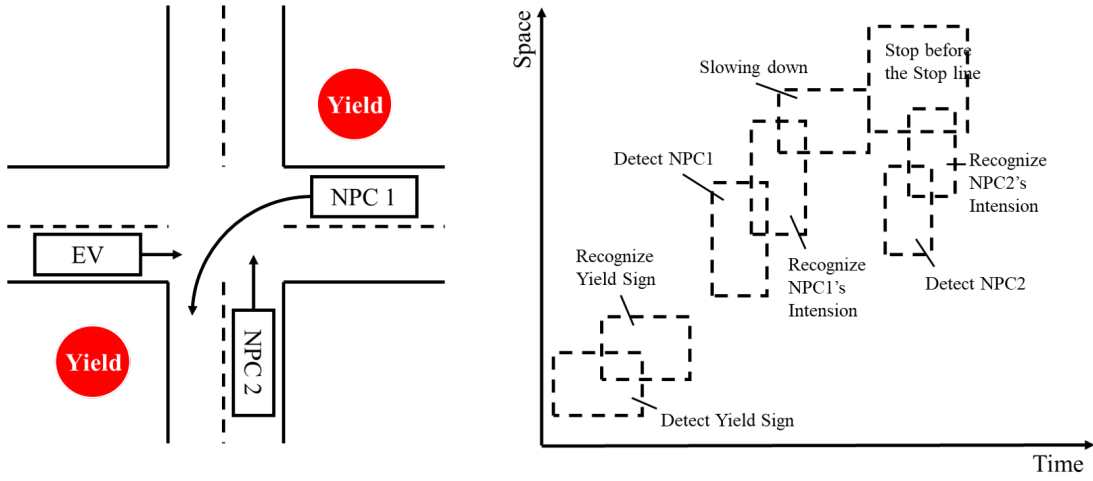 Yield
NPC 1
EV
NPC 2
Yield
Space
Stop before
the Stop line
Slowing down
Detect NPC1
Recognize
NPC2's
Intension
Recognize
NPC1's
Intension
Detect NPC2
Recognize
Yield Sign
Detect Yield Sign
Time